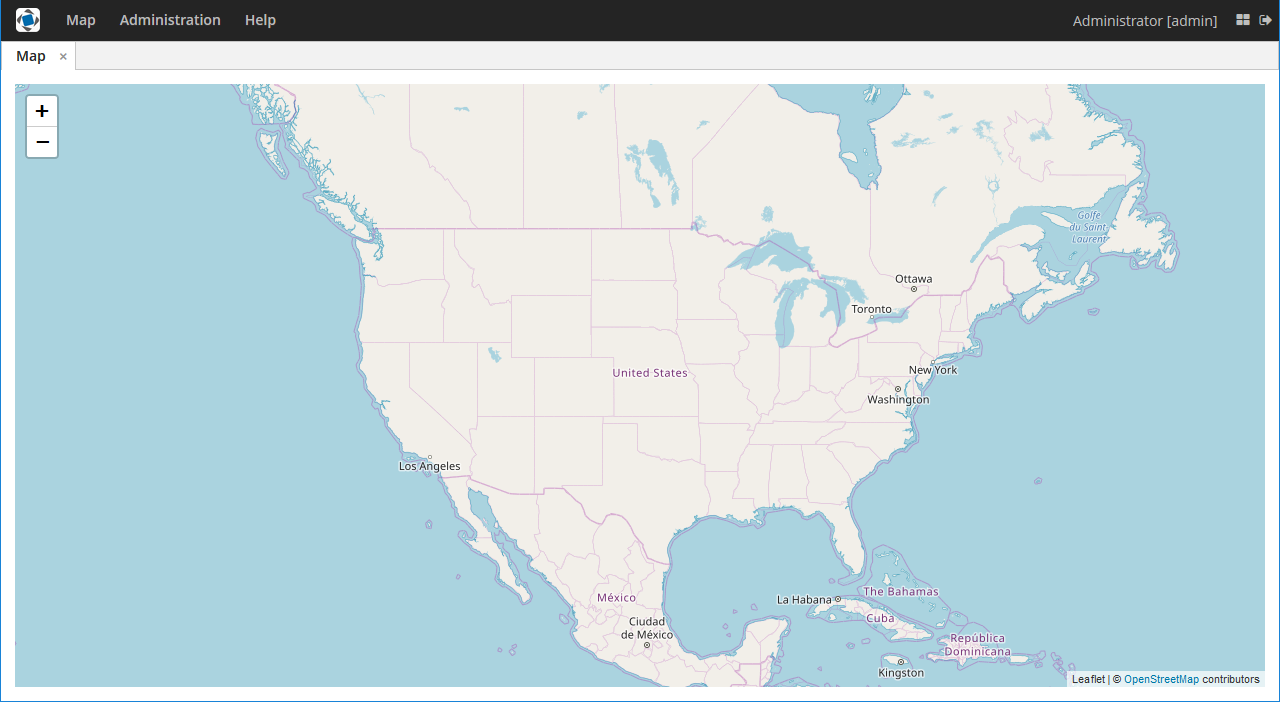 Map Administration Help Administrator [admin]
Map ×
+
−
Golfe
du Saint-
Laurent
Ottawa
Toronto
United States
New York
Washington
Los Angeles
La Habana
The Bahamas
México
Cuba
Ciudad
de México
República
Dominicana
Kingston
Leaflet | © OpenStreetMap contributors